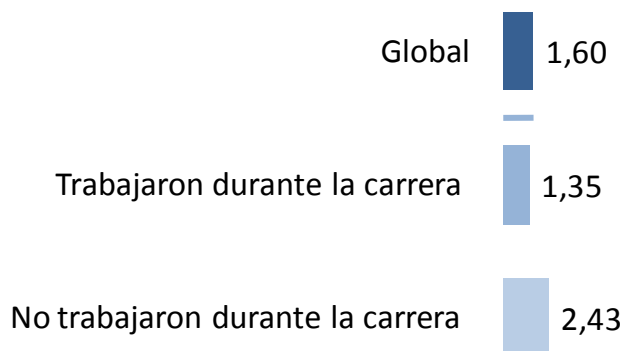 Global 1,60
Trabajaron durante la carrera 1,35
No trabajaron durante la carrera 2,43